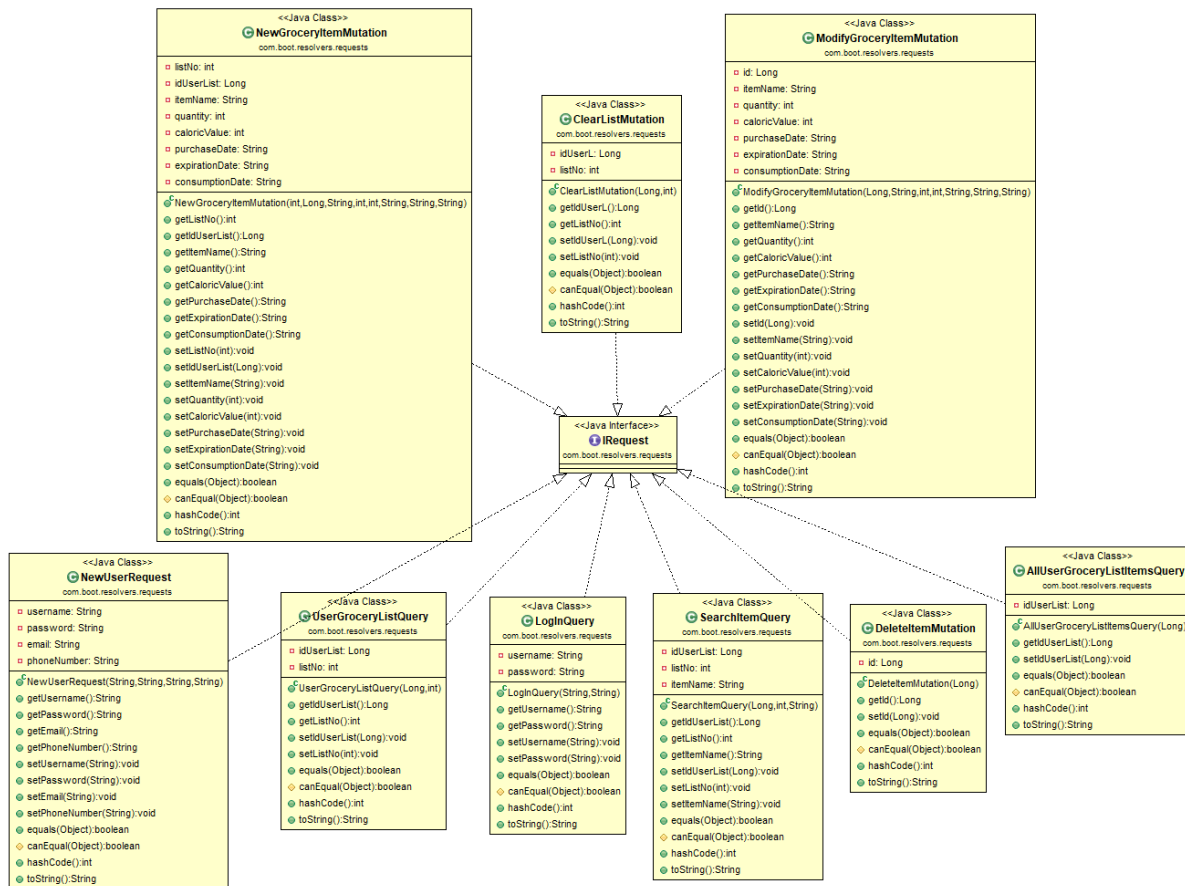 <<Java Class>>
NewGroceryItemMutation
com.boot.resolvers.requests
listNo: int
idUserList: Long
itemName: String
quantity: int
caloricValue: int
purchaseDate: String
expirationDate: String
consumptionDate: String
NewGroceryItemMutation(int,Long,String,int,int,String,String,String)
getListNo():int
getIdUserList():Long
getItemName():String
getQuantity():int
getCaloricValue():int
getPurchaseDate():String
getExpirationDate():String
getConsumptionDate():String
setListNo(int):void
setIdUserList(Long):void
setItemName(String):void
setQuantity(int):void
setCaloricValue(int):void
setPurchaseDate(String):void
setExpirationDate(String):void
setConsumptionDate(String):void
equals(Object):boolean
canEqual(Object):boolean
hashCode():int
toString():String
<<Java Class>>
ClearListMutation
com.boot.resolvers.requests
idUserL: Long
listNo: int
ClearListMutation(Long,int)
getIdUserL():Long
getListNo():int
setIdUserL(Long):void
setListNo(int):void
equals(Object):boolean
canEqual(Object):boolean
hashCode():int
toString():String
<<Java Class>>
ModifyGroceryItemMutation
com.boot.resolvers.requests
id: Long
itemName: String
quantity: int
caloricValue: int
purchaseDate: String
expirationDate: String
consumptionDate: String
ModifyGroceryItemMutation(Long,String,int,int,String,String,String)
getId():Long
getItemName():String
getQuantity():int
getCaloricValue():int
getPurchaseDate():String
getExpirationDate():String
getConsumptionDate():String
setId(Long):void
setItemName(String):void
setQuantity(int):void
setCaloricValue(int):void
setPurchaseDate(String):void
setExpirationDate(String):void
setConsumptionDate(String):void
equals(Object):boolean
canEqual(Object):boolean
hashCode():int
toString():String
<<Java Interface>>
IRequest
com.boot.resolvers.requests
<<Java Class>>
NewUserRequest
com.boot.resolvers.requests
username: String
password: String
email: String
phoneNumber: String
NewUserRequest(String,String,String,String)
getUsername():String
getPassword():String
getEmail():String
getPhoneNumber():String
setUsername(String):void
setPassword(String):void
setEmail(String):void
setPhoneNumber(String):void
equals(Object):boolean
canEqual(Object):boolean
hashCode():int
toString():String
<<Java Class>>
UserGroceryListQuery
com.boot.resolvers.requests
idUserList: Long
listNo: int
UserGroceryListQuery(Long,int)
getIdUserList():Long
getListNo():int
setIdUserList(Long):void
setListNo(int):void
equals(Object):boolean
canEqual(Object):boolean
hashCode():int
toString():String
<<Java Class>>
LogInQuery
com.boot.resolvers.requests
username: String
password: String
LogInQuery(String,String)
getUsername():String
getPassword():String
setUsername(String):void
setPassword(String):void
equals(Object):boolean
canEqual(Object):boolean
hashCode():int
toString():String
<<Java Class>>
SearchItemQuery
com.boot.resolvers.requests
idUserList: Long
listNo: int
itemName: String
SearchItemQuery(Long,int,String)
getIdUserList():Long
getListNo():int
getItemName():String
setIdUserList(Long):void
setListNo(int):void
setItemName(String):void
equals(Object):boolean
canEqual(Object):boolean
hashCode():int
toString():String
<<Java Class>>
DeleteItemMutation
com.boot.resolvers.requests
id: Long
DeleteItemMutation(Long)
getId():Long
setId(Long):void
equals(Object):boolean
canEqual(Object):boolean
hashCode():int
toString():String
<<Java Class>>
AllUserGroceryListItemsQuery
com.boot.resolvers.requests
idUserList: Long
AllUserGroceryListItemsQuery(Long)
getIdUserList():Long
setIdUserList(Long):void
equals(Object):boolean
canEqual(Object):boolean
hashCode():int
toString():String